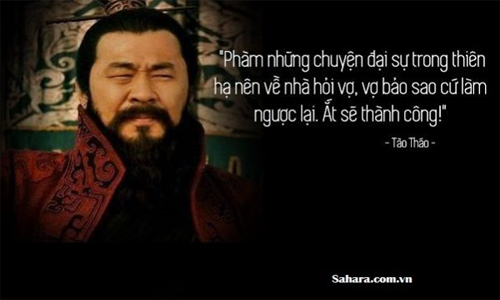 "Phàm những chuyện đại sự trong thiên
hạ nên về nhà hỏi vợ, vợ bảo sao cứ làm
ngược lại. Ắt sẽ thành công!"
- Tào Tháo -
Sahara.com.vn